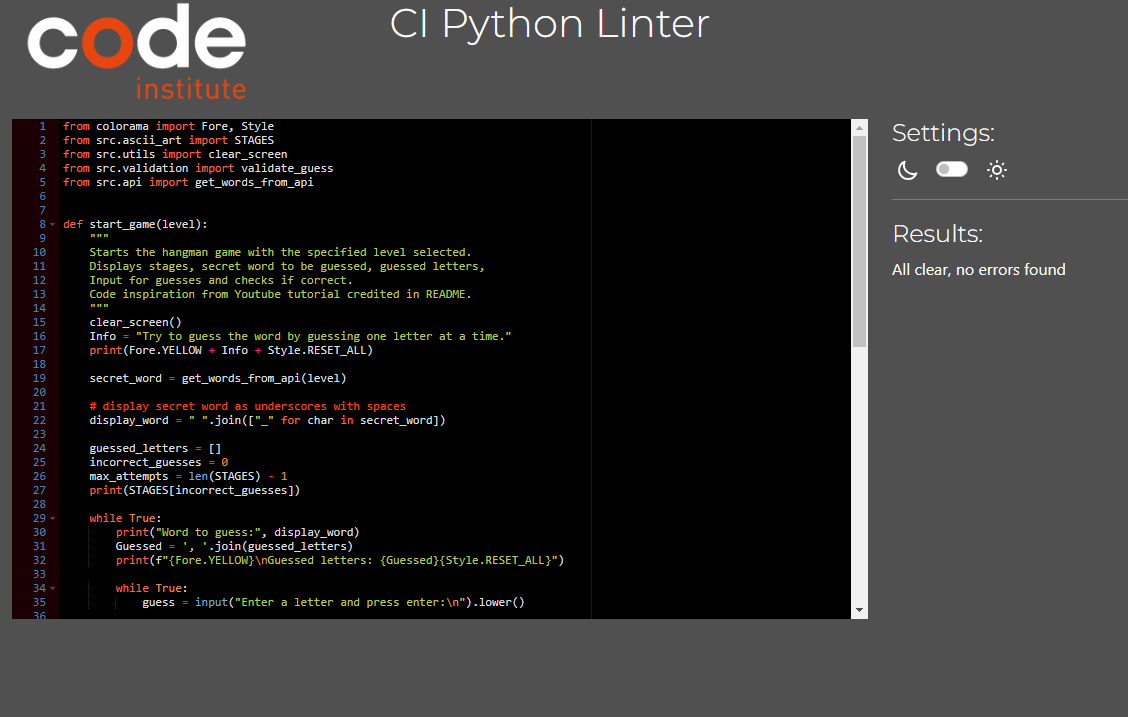 code
institute
CI Python Linter
1 from colorama import Fore, Style
2 from src.ascii_art import STAGES
3 from src.utils import clear_screen
4 from src.validation import validate_guess
5 from src.api import get_words_from_api
6
7
8 def start_game(level):
9     """
10     Starts the hangman game with the specified level selected.
11     Displays stages, secret word to be guessed, guessed letters,
12     Input for guesses and checks if correct.
13     Code inspiration from Youtube tutorial credited in README.
14     """
15     clear_screen()
16     Info = "Try to guess the word by guessing one letter at a time."
17     print(Fore.YELLOW + Info + Style.RESET_ALL)
18
19     secret_word = get_words_from_api(level)
20
21     # display secret word as underscores with spaces
22     display_word = " ".join(["_" for char in secret_word])
23
24     guessed_letters = []
25     incorrect_guesses = 0
26     max_attempts = len(STAGES) - 1
27     print(STAGES[incorrect_guesses])
28
29     while True:
30         print("Word to guess:", display_word)
31         Guessed = ', '.join(guessed_letters)
32         print(f"{Fore.YELLOW}\nGuessed letters: {Guessed}{Style.RESET_ALL}")
33
34         while True:
35             guess = input("Enter a letter and press enter:\n").lower()
36
Settings:
Results:
All clear, no errors found